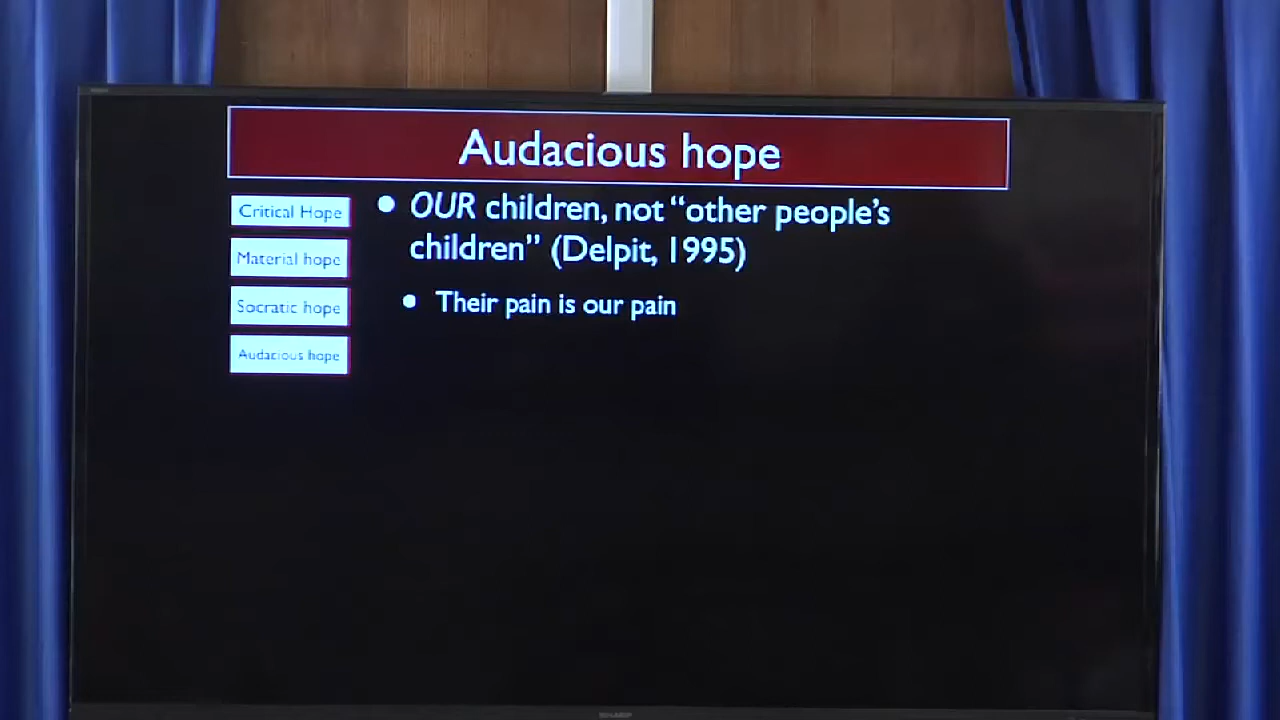 Audacious hope
Critical Hope
Material hope
Socratic hope
Audacious hope
• OUR children, not “other people’s
children” (Delpit, 1995)
• Their pain is our pain
SHARP